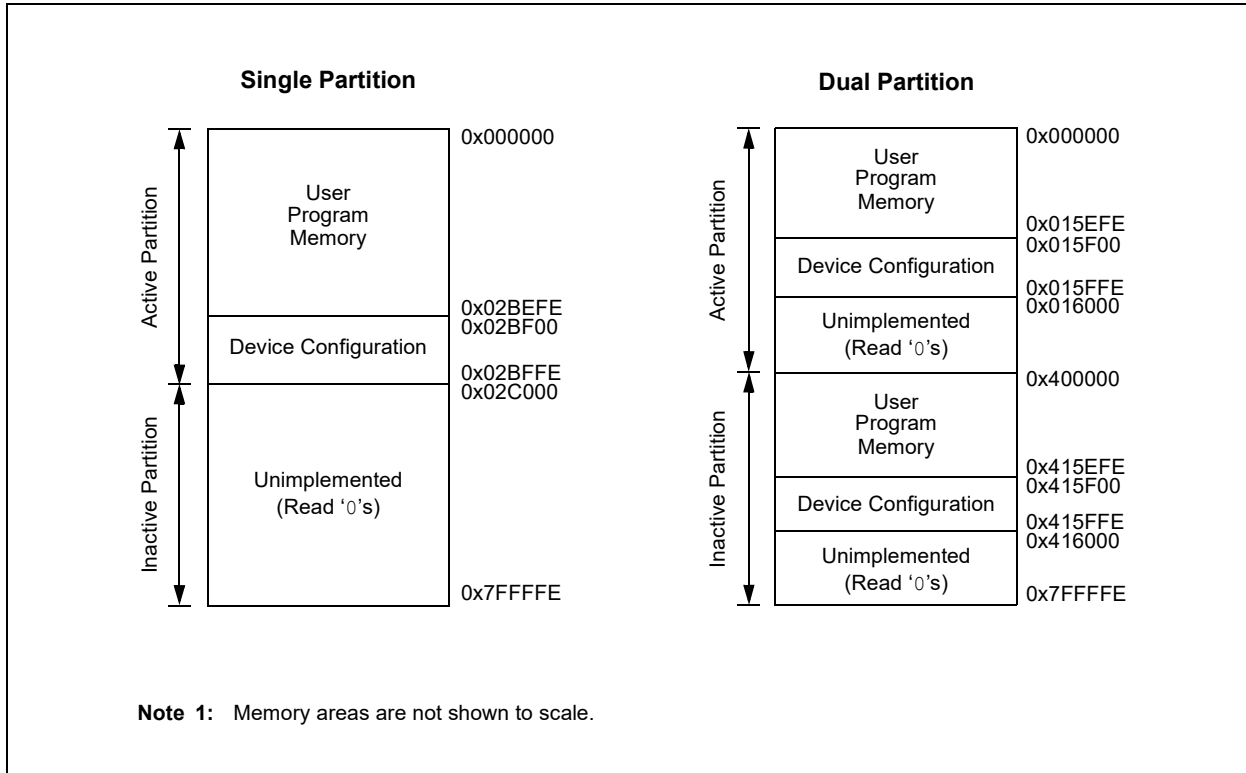 Single Partition
Active Partition
Inactive Partition
User
Program
Memory
Device Configuration
Unimplemented
(Read ‘0’s)
0x000000
0x02BEFE
0x02BF00
0x02BFFE
0x02C000
0x7FFFFE
Dual Partition
Active Partition
Inactive Partition
User
Program
Memory
Device Configuration
Unimplemented
(Read ‘0’s)
User
Program
Memory
Device Configuration
Unimplemented
(Read ‘0’s)
0x000000
0x015EFE
0x015F00
0x015FFE
0x016000
0x400000
0x415EFE
0x415F00
0x415FFE
0x416000
0x7FFFFE
Note 1: Memory areas are not shown to scale.